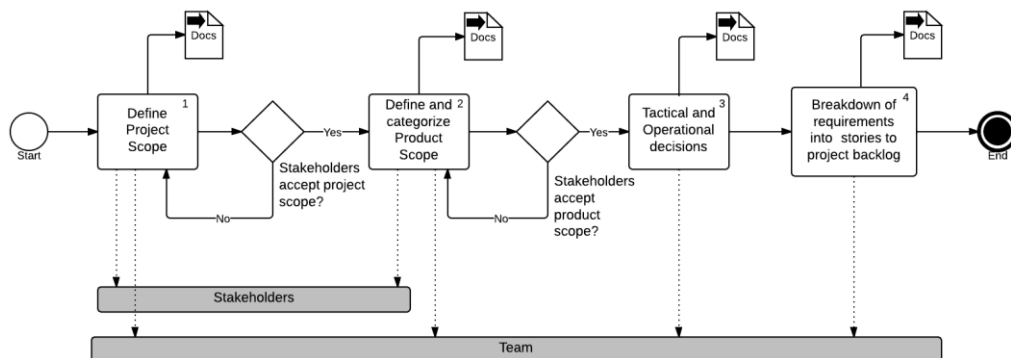 Docs
Docs
Docs
Docs
Start
1
Define
Project
Scope
Yes
Stakeholders
accept project
scope?
No
2
Define and
categorize
Product
Scope
Yes
Stakeholders
accept
product
scope?
No
3
Tactical and
Operational
decisions
4
Breakdown of
requirements
into stories to
project backlog
End
Stakeholders
Team